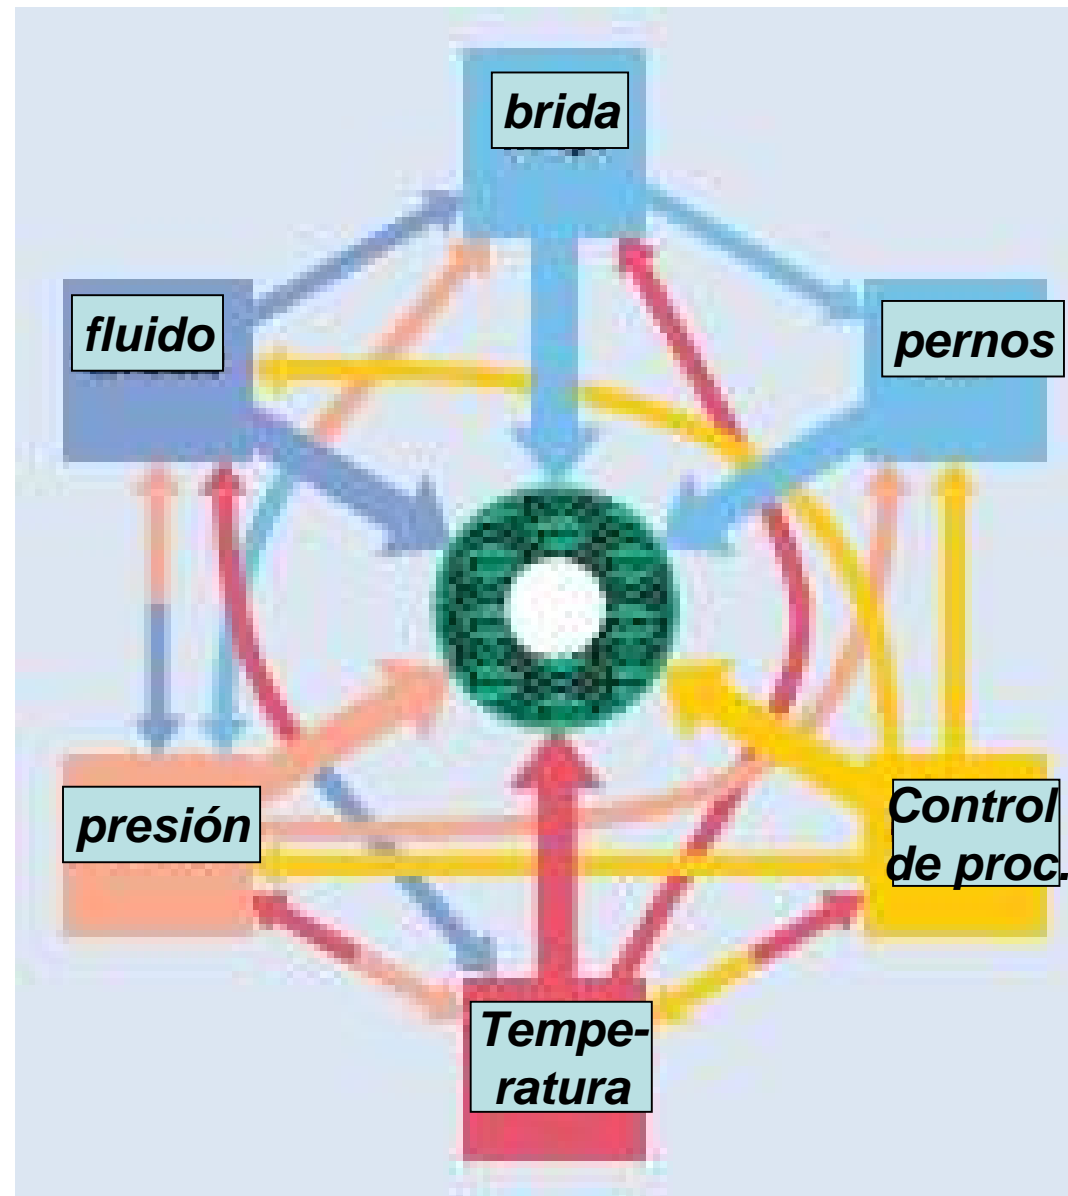 brida
fluido
pernos
presión
Control
de proc.
Tempe-
ratura